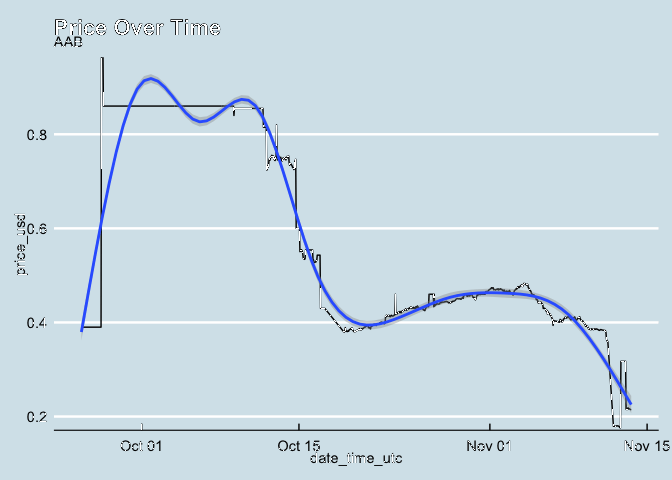 Price Over Time
AAB
price_usd
0.8
0.6
0.4
0.2
Oct 01
Oct 15
Nov 01
Nov 15
date_time_utc